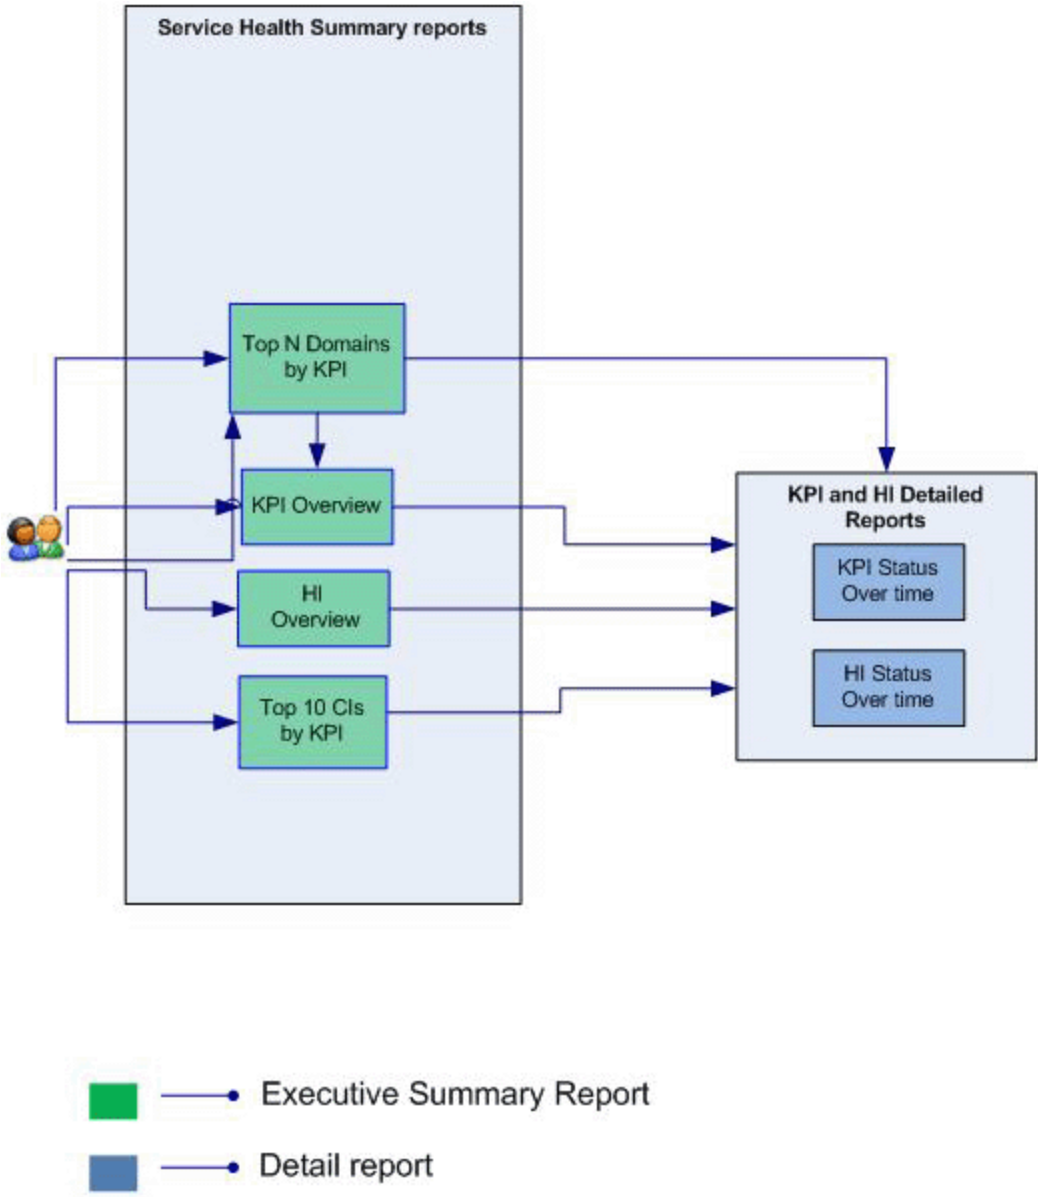 Service Health Summary reports
Top N Domains
by KPI
KPI Overview
HI
Overview
Top 10 CIs
by KPI
KPI and HI Detailed
Reports
KPI Status
Over time
HI Status
Over time
Executive Summary Report
Detail report